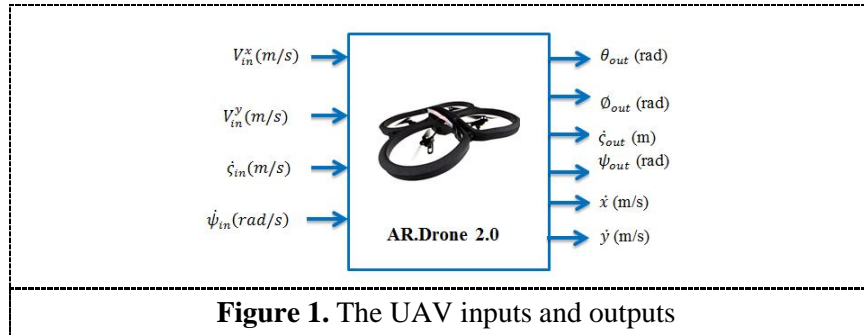 V_in^x(m/s)
V_in^y(m/s)
ς̇_in(m/s)
ψ̇_in(rad/s)
AR.Drone 2.0
θ_out (rad)
Ø_out (rad)
ς̇_out (m)
ψ_out (rad)
ẋ (m/s)
ẏ (m/s)
Figure 1. The UAV inputs and outputs